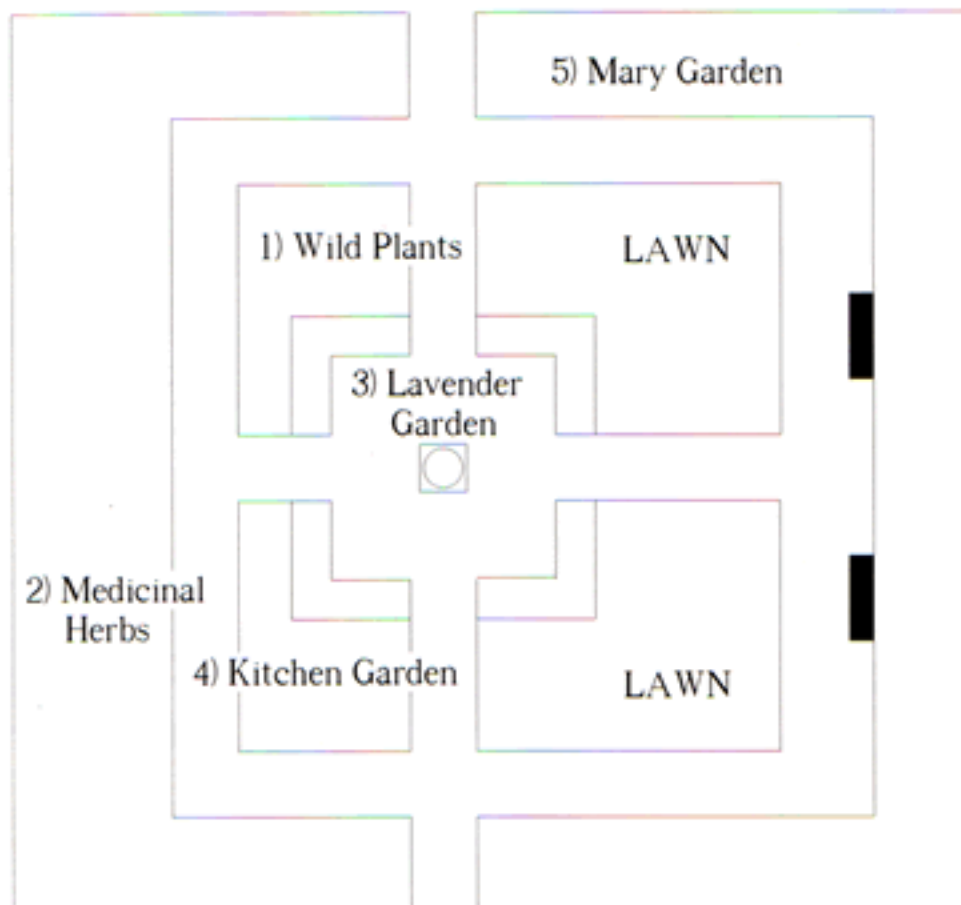 5) Mary Garden
1) Wild Plants
LAWN
3) Lavender
Garden
2) Medicinal
Herbs
4) Kitchen Garden
LAWN